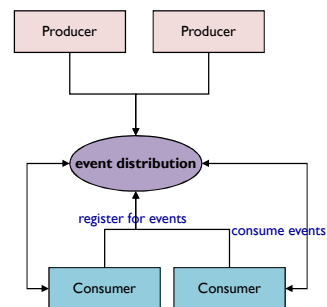 Producer
Producer
event distribution
register for events
consume events
Consumer
Consumer